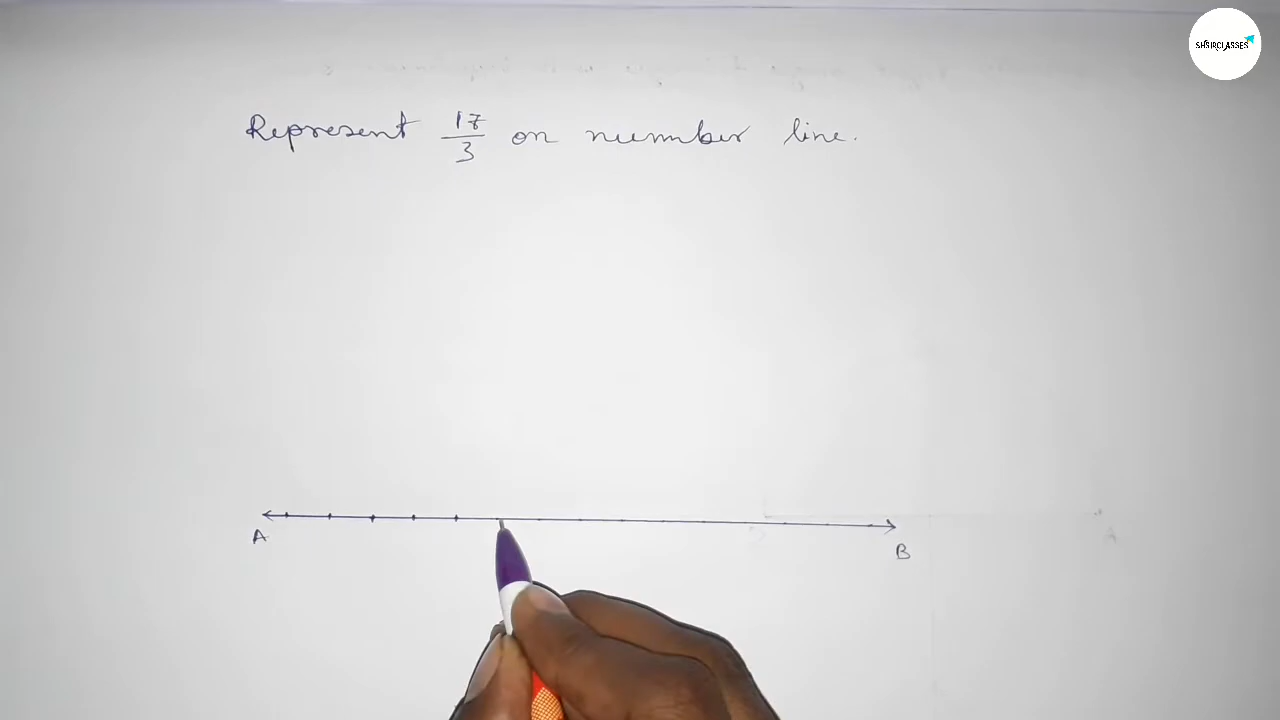 SHSIRCLASSES
Represent 17/3 on number line.
A
B